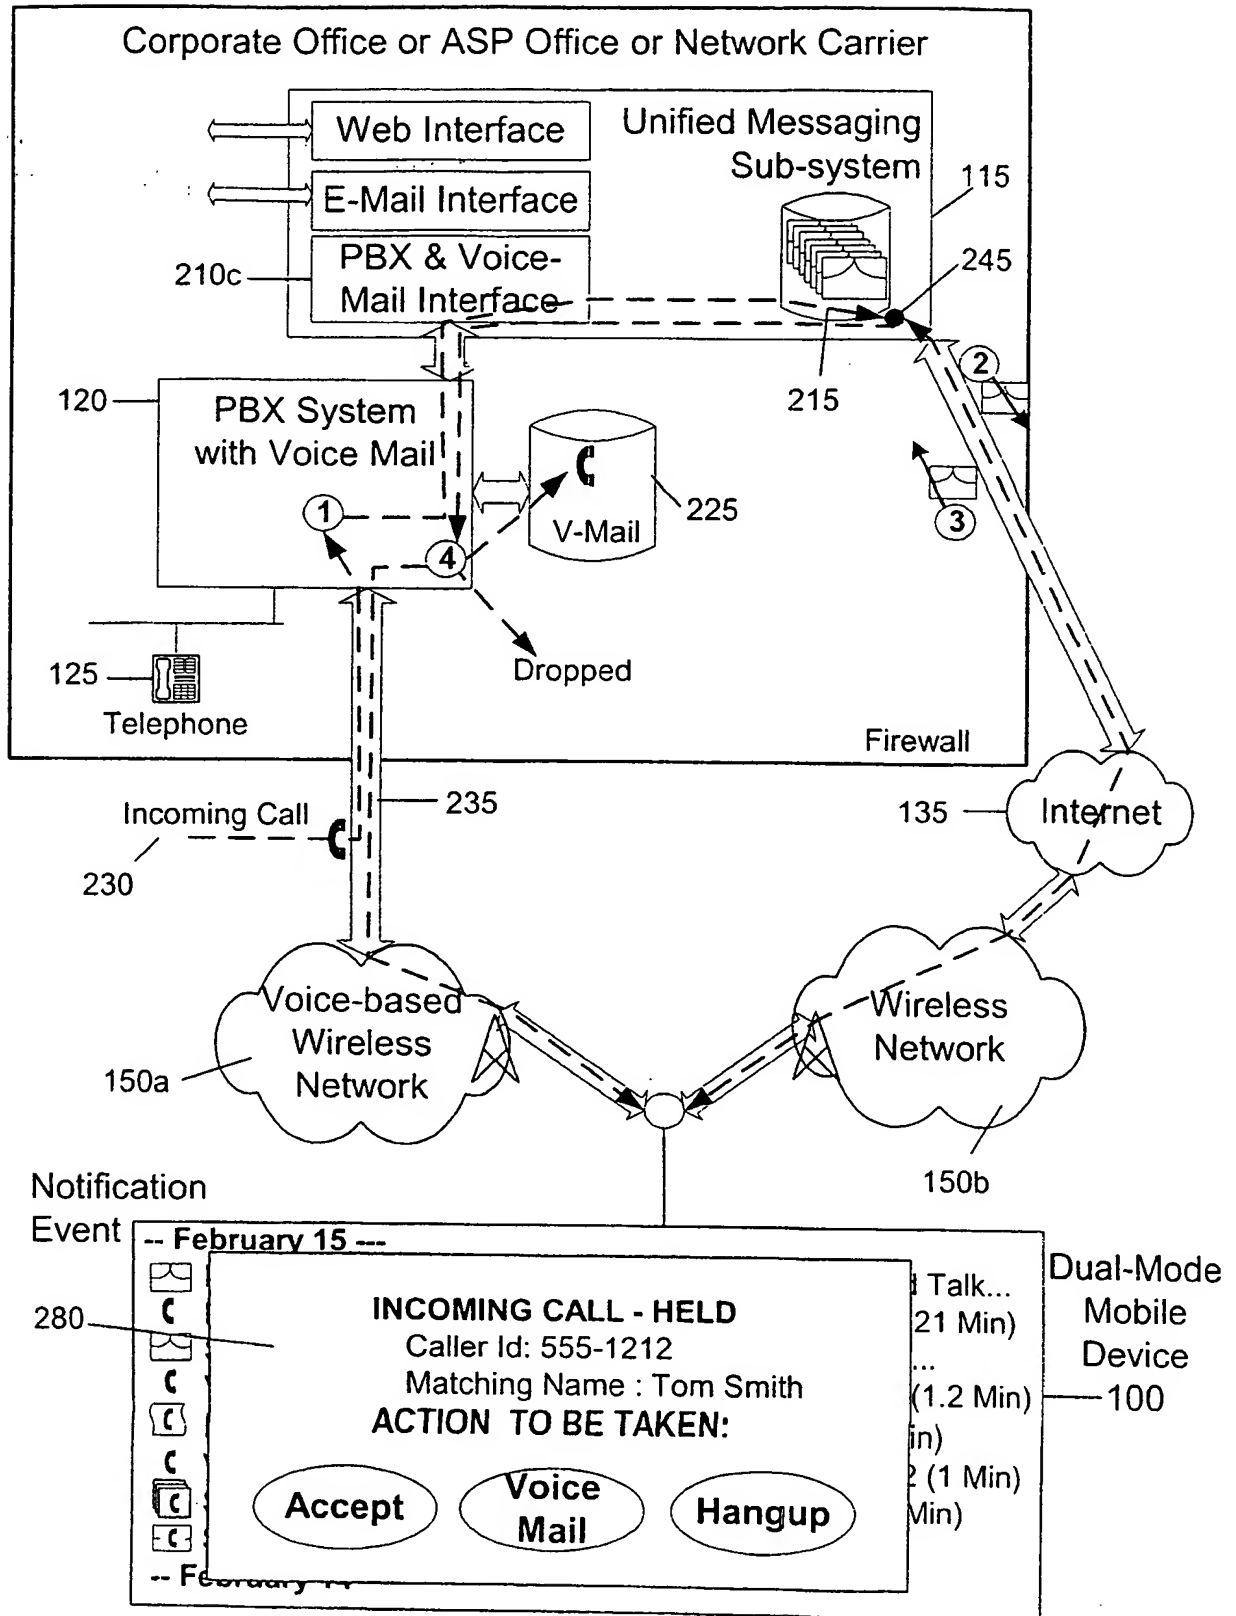 Corporate Office or ASP Office or Network Carrier
Web Interface
Unified Messaging
Sub-system
E-Mail Interface
115
PBX & Voice-
Mail Interface
210c
245
215
2
120
PBX System
with Voice Mail
1
4
V-Mail
225
3
Dropped
125
Telephone
Firewall
Incoming Call
235
230
135
Internet
Voice-based
Wireless
Network
150a
Wireless
Network
150b
Notification
Event
-- February 15 ---
Dual-Mode
Mobile
Device
100
280
INCOMING CALL - HELD
Caller Id: 555-1212
Matching Name : Tom Smith
ACTION TO BE TAKEN:
Accept
Voice
Mail
Hangup
Talk...
21 Min)
...
(1.2 Min)
in)
2 (1 Min)
Min)